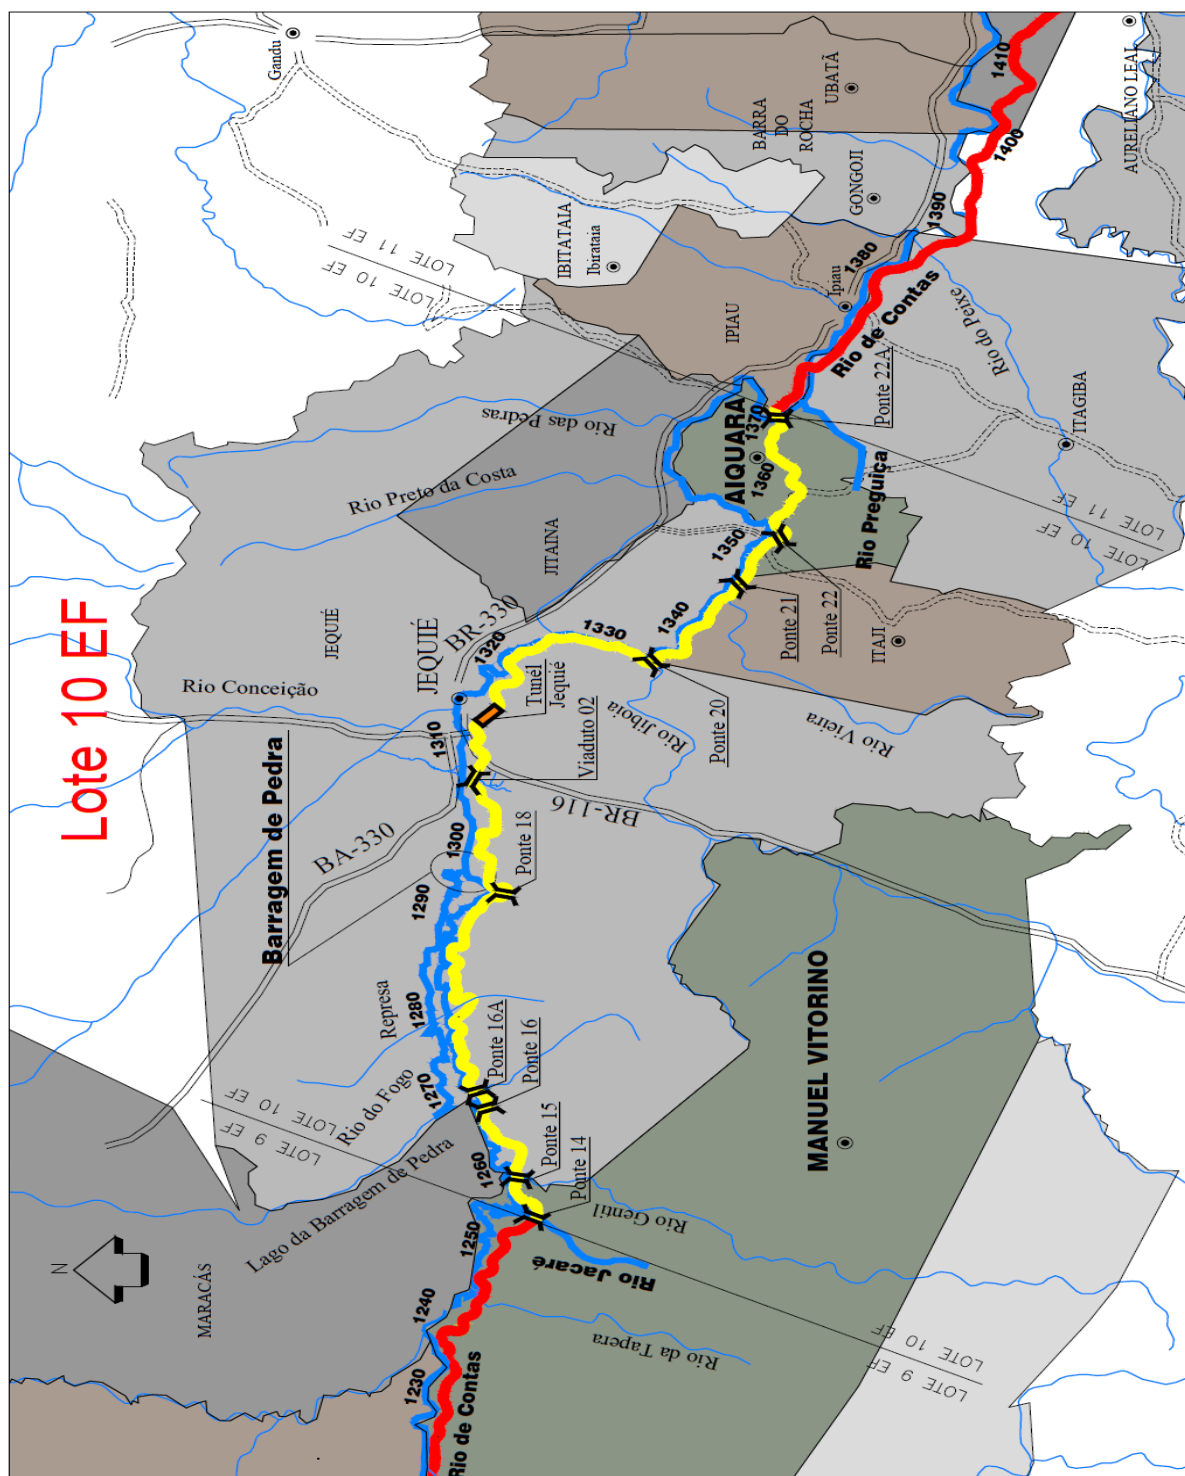 Lote 10 EF
Gandu
UBATÃ
BARRA
DO
ROCHA
GONGOJI
AURELIANO LEAL
1410
1400
1390
1380
IBITATAIA
Ibirataia
LOTE 11 EF
LOTE 10 EF
IPIAU
Ipiau
Rio de Contas
Rio do Peixe
Ponte 22A
ITAGIBA
Rio das Pedras
Rio Preto da Costa
AIQUARA
1370
1360
1350
Rio Preguiça
LOTE 11 EF
LOTE 10 EF
JITAINA
JEQUIÉ
JEQUIÉ
BR-330
1340
1330
1320
1310
Ponte 21
Ponte 22
ITAJI
Rio Conceição
Tunel
Jequié
Viaduto 02
Rio Jiboia
Ponte 20
Rio Vieira
Barragem de Pedra
BA-330
BR-116
1300
1290
1280
1270
Ponte 18
Represa
Rio do Fogo
Ponte 16A
Ponte 16
Ponte 15
Ponte 14
MANUEL VITORINO
LOTE 10 EF
LOTE 9 EF
Lago da Barragem de Pedra
1260
1250
1240
1230
Rio Gentil
Rio Jacaré
Rio da Tapera
N
MARACÁS
Rio de Contas
LOTE 10 EF
LOTE 9 EF